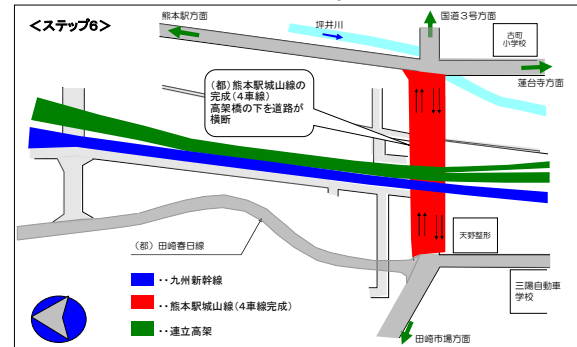 <ステップ6>
熊本駅方面
坪井川
国道3号方面
古町
小学校
蓮台寺方面
(都)熊本駅城山線の
完成(4車線)
高架橋の下を道路が
横断
(都)田崎春日線
天野整形
三陽自動車
学校
田崎市場方面
・・九州新幹線
・・熊本駅城山線(4車線完成)
・・連立高架